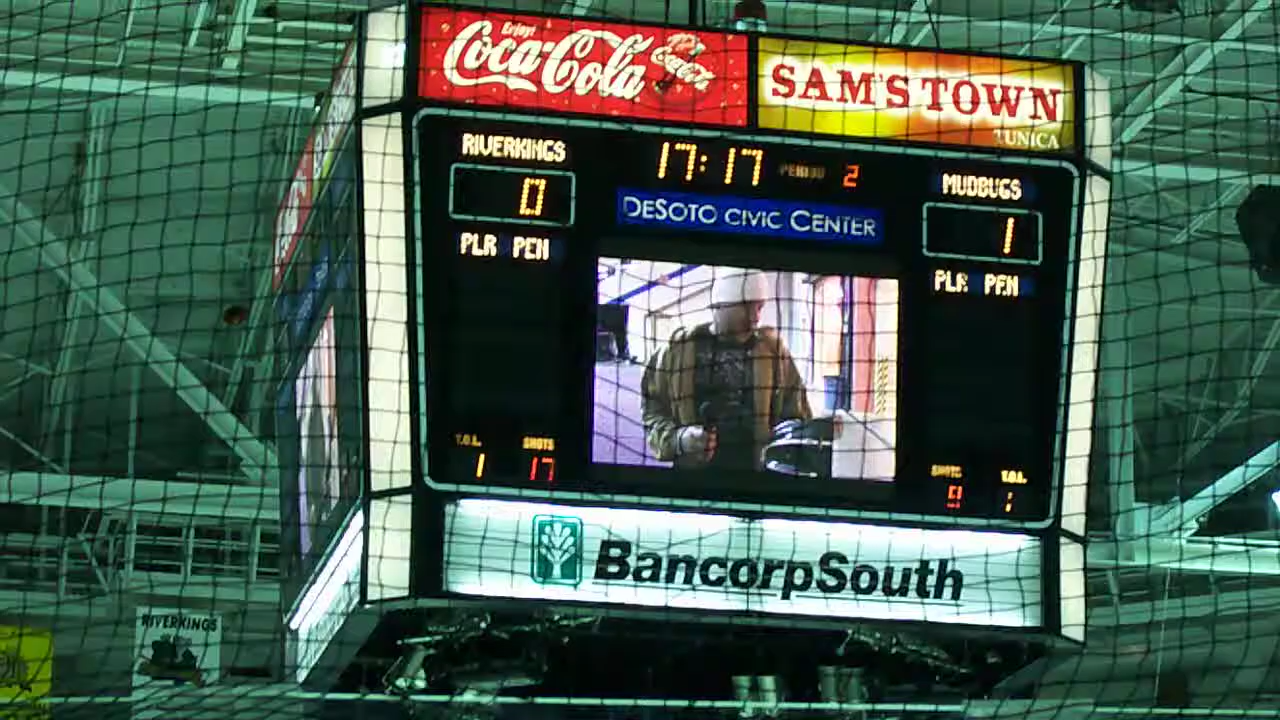 Enjoy!
Coca-Cola
SAM'S TOWN
TUNICA
RIVERKINGS
17:17
PERIOD 2
MUDBUGS
0
DESOTO CIVIC CENTER
1
PLR PEN
PLR PEN
T.O.L. SHOTS
1 17
SHOTS T.O.L.
9 1
BancorpSouth
RIVERKINGS